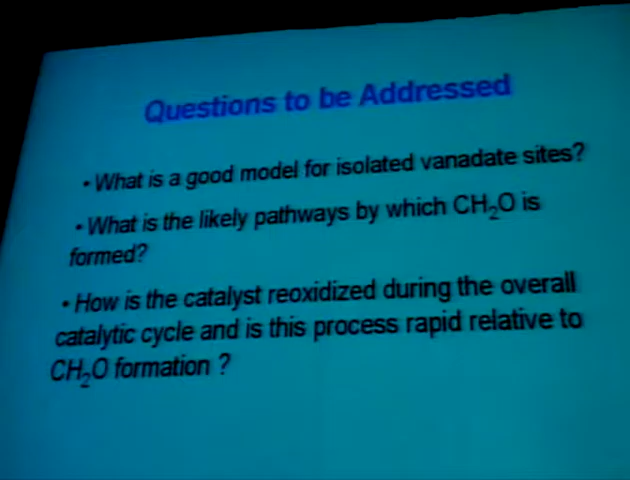 Questions to be Addressed
• What is a good model for isolated vanadate sites?
• What is the likely pathways by which CH₂O is
formed?
• How is the catalyst reoxidized during the overall
catalytic cycle and is this process rapid relative to
CH₂O formation ?